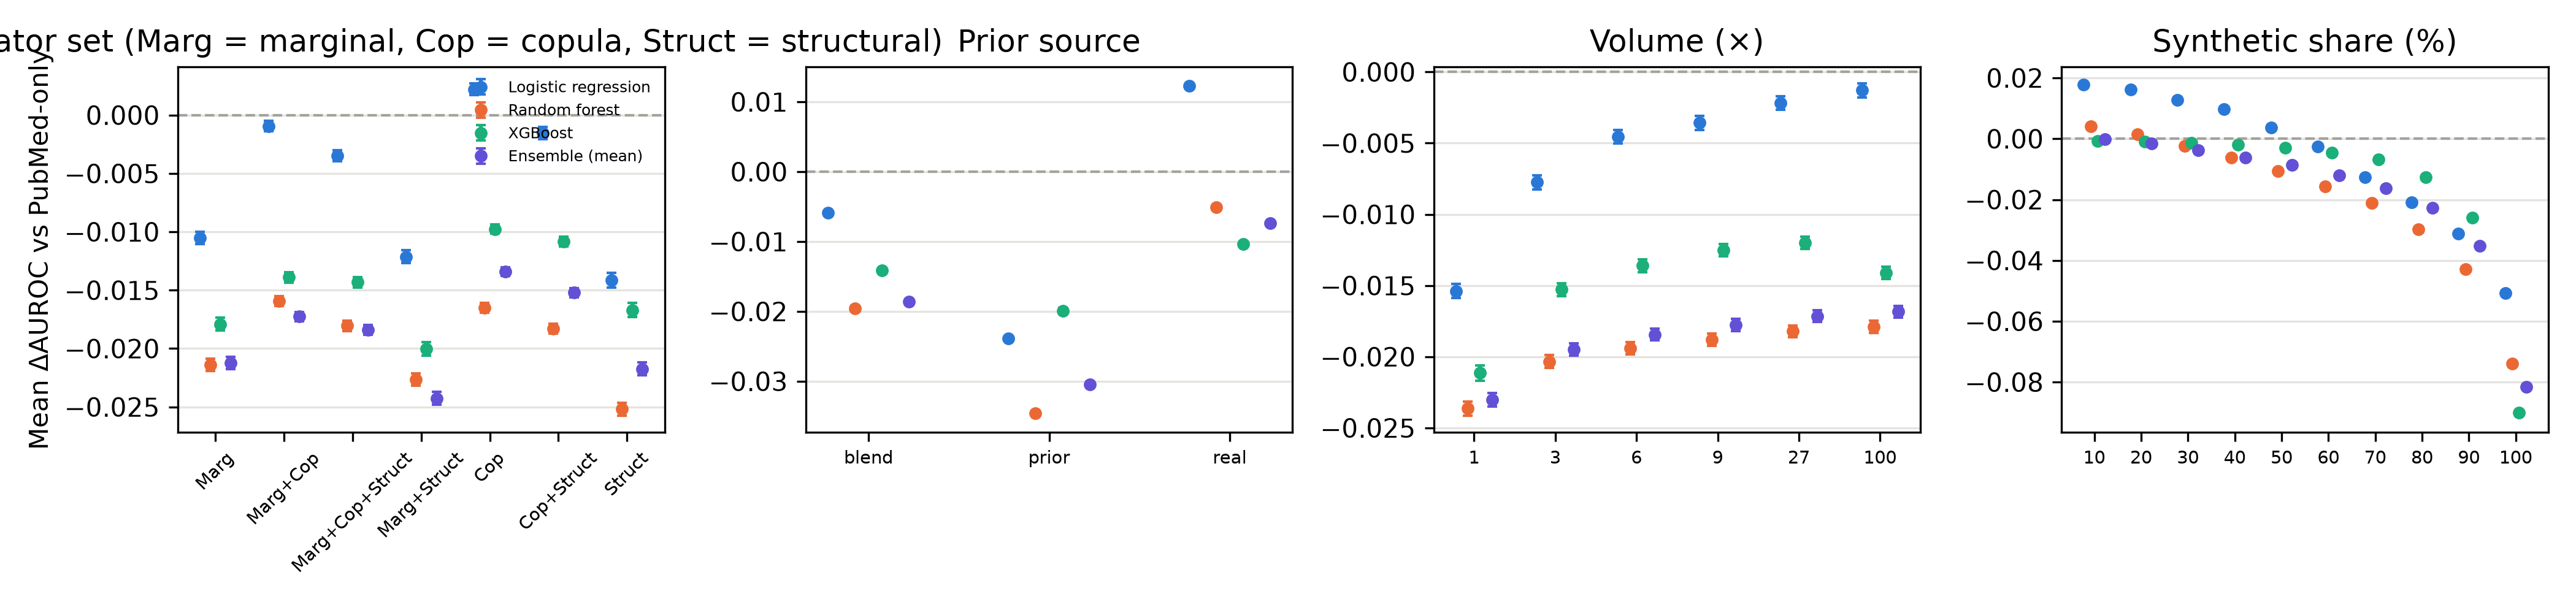 ator set (Marg = marginal, Cop = copula, Struct = structural)
Mean ΔAUROC vs PubMed-only
0.000
−0.005
−0.010
−0.015
−0.020
−0.025
Logistic regression
Random forest
XGBoost
Ensemble (mean)
Marg
Marg+Cop
Marg+Cop+Struct
Marg+Struct
Cop
Cop+Struct
Struct
Prior source
0.01
0.00
−0.01
−0.02
−0.03
blend
prior
real
Volume (×)
0.000
−0.005
−0.010
−0.015
−0.020
−0.025
1
3
6
9
27
100
Synthetic share (%)
0.02
0.00
−0.02
−0.04
−0.06
−0.08
10
20
30
40
50
60
70
80
90
100